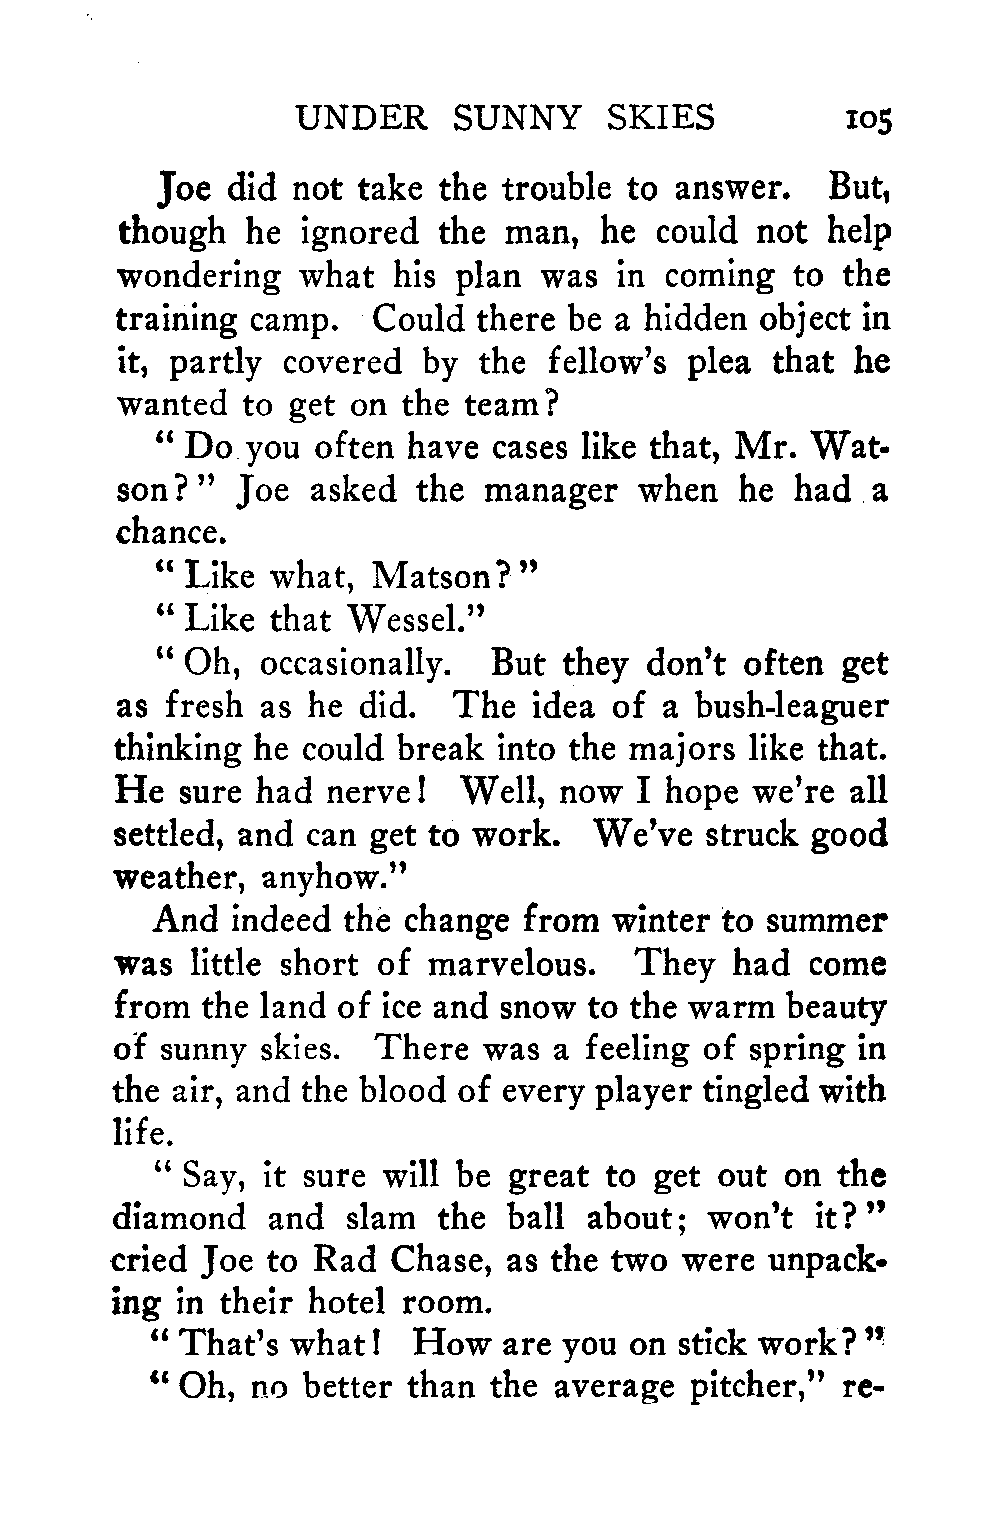 UNDER SUNNY SKIES 105
Joe did not take the trouble to answer. But,
though he ignored the man, he could not help
wondering what his plan was in coming to the
training camp. Could there be a hidden object in
it, partly covered by the fellow's plea that he
wanted to get on the team?
" Do you often have cases like that, Mr. Wat-
son? " Joe asked the manager when he had a
chance.
" Like what, Matson? "
" Like that Wessel."
" Oh, occasionally. But they don't often get
as fresh as he did. The idea of a bush-leaguer
thinking he could break into the majors like that.
He sure had nerve! Well, now I hope we're all
settled, and can get to work. We've struck good
weather, anyhow."
And indeed the change from winter to summer
was little short of marvelous. They had come
from the land of ice and snow to the warm beauty
of sunny skies. There was a feeling of spring in
the air, and the blood of every player tingled with
life.
" Say, it sure will be great to get out on the
diamond and slam the ball about; won't it? "
cried Joe to Rad Chase, as the two were unpack-
ing in their hotel room.
" That's what! How are you on stick work? "
" Oh, no better than the average pitcher," re-